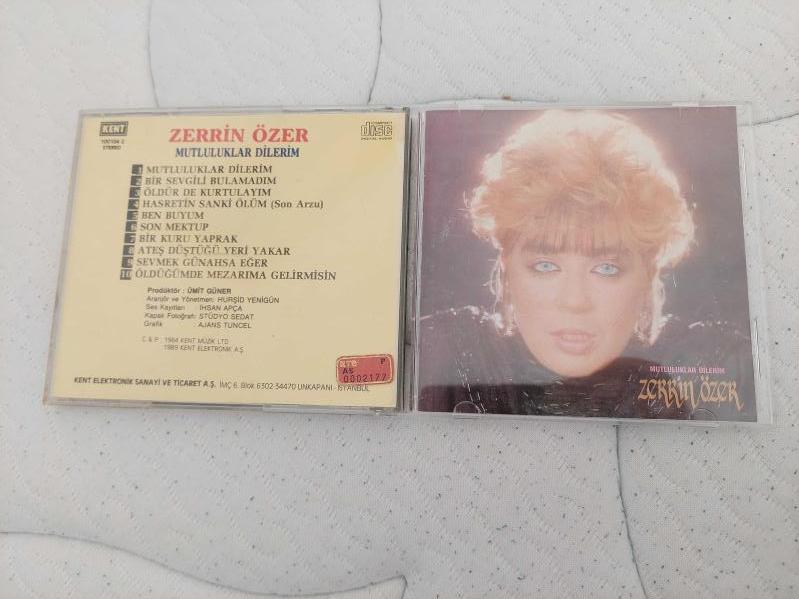 KENT
100104-2
STEREO
COMPACT
disc
DIGITAL AUDIO
ZERRİN ÖZER
MUTLULUKLAR DİLERİM
1 MUTLULUKLAR DİLERİM
2 BİR SEVGİLİ BULAMADIM
3 ÖLDÜR DE KURTULAYIM
4 HASRETİN SANKİ ÖLÜM (Son Arzu)
5 BEN BUYUM
6 SON MEKTUP
7 BİR KURU YAPRAK
8 ATEŞ DÜŞTÜĞÜ YERİ YAKAR
9 SEVMEK GÜNAHSA EĞER
10 ÖLDÜĞÜMDE MEZARIMA GELİRMİSİN
Prodüktör : ÜMİT GÜNER
Aranjör ve Yönetmen: HURŞİD YENİGÜN
Ses Kayıtları : İHSAN APÇA
Kapak Fotoğrafı: STÜDYO SEDAT
Grafik : AJANS TUNCEL
C & P : 1984 KENT MÜZİK LTD.
1989 KENT ELEKTRONİK A.Ş.
P
AS
0002177
KENT ELEKTRONİK SANAYİ VE TİCARET A.Ş. İMÇ 6. Blok 6302 34470 UNKAPANI - İSTANBUL
MUTLULUKLAR DİLERİM
ZERRİN ÖZER